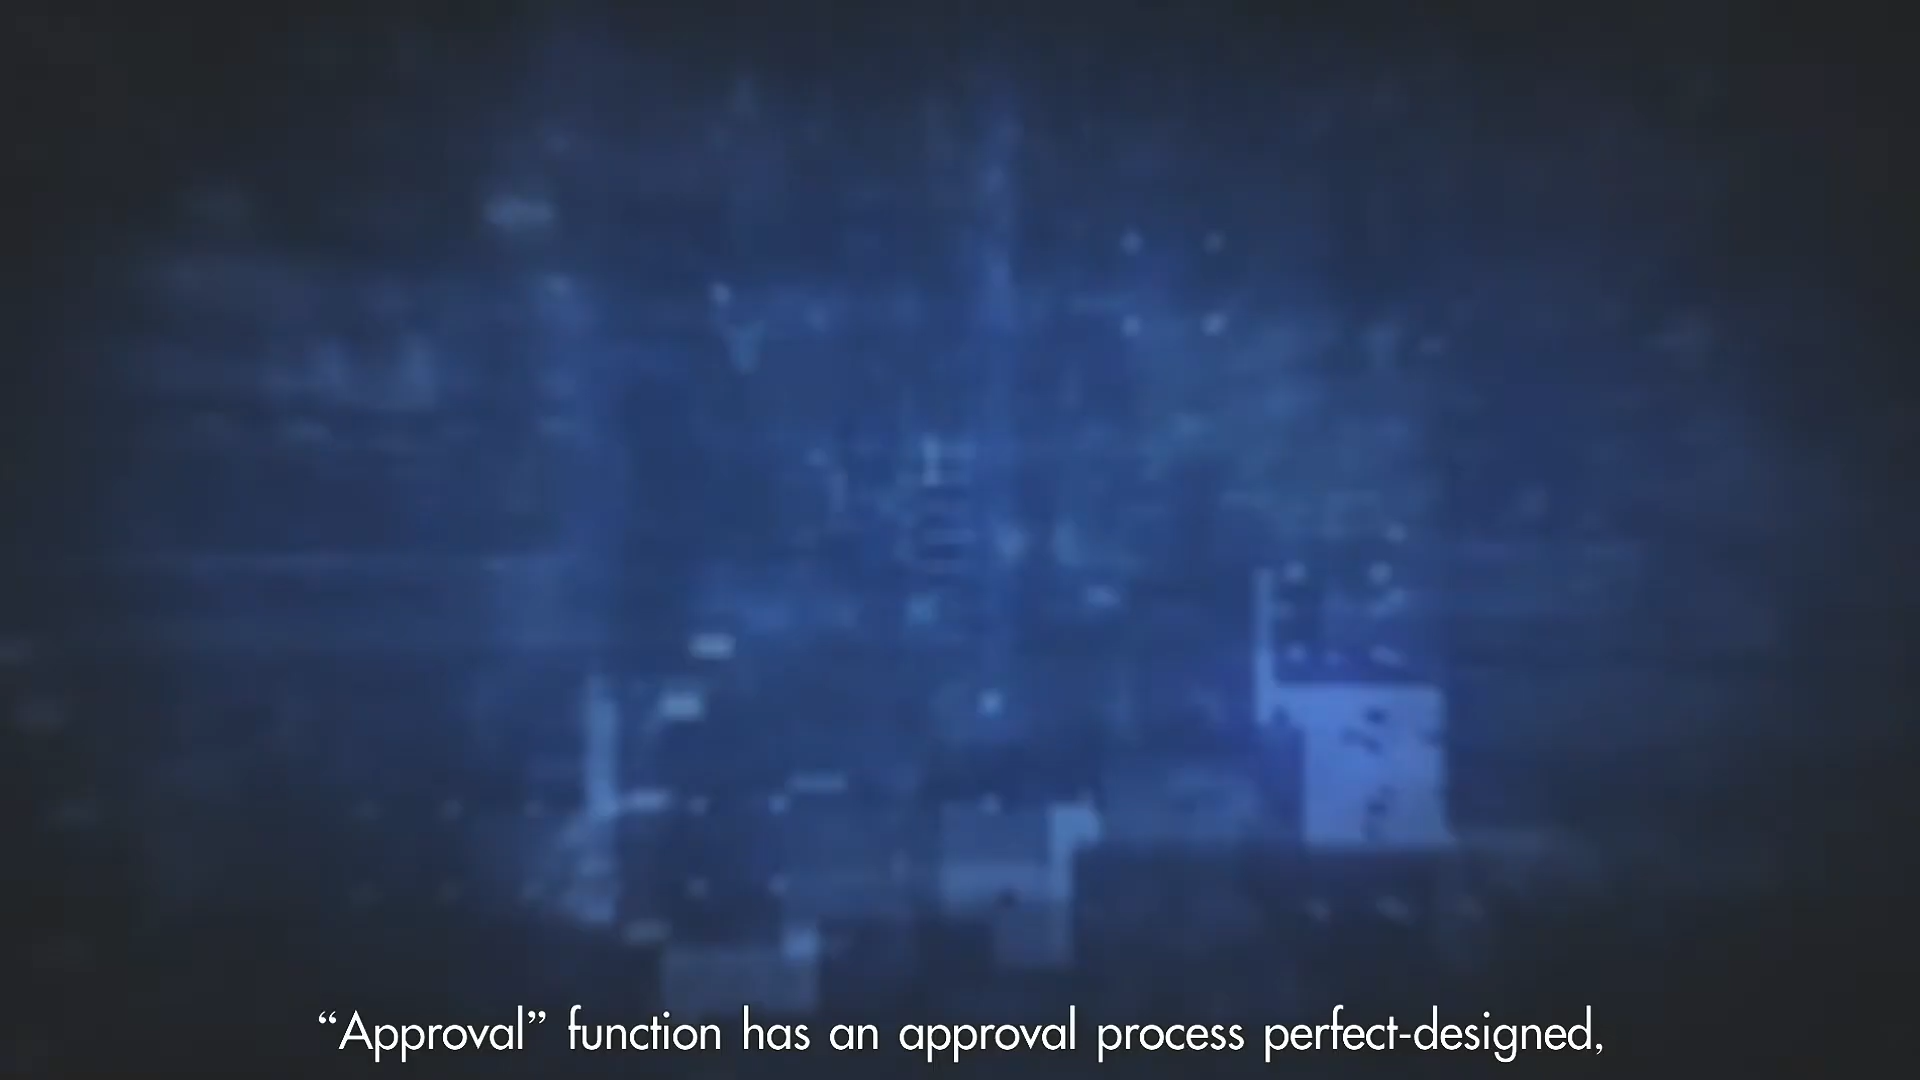 “Approval” function has an approval process perfect-designed,